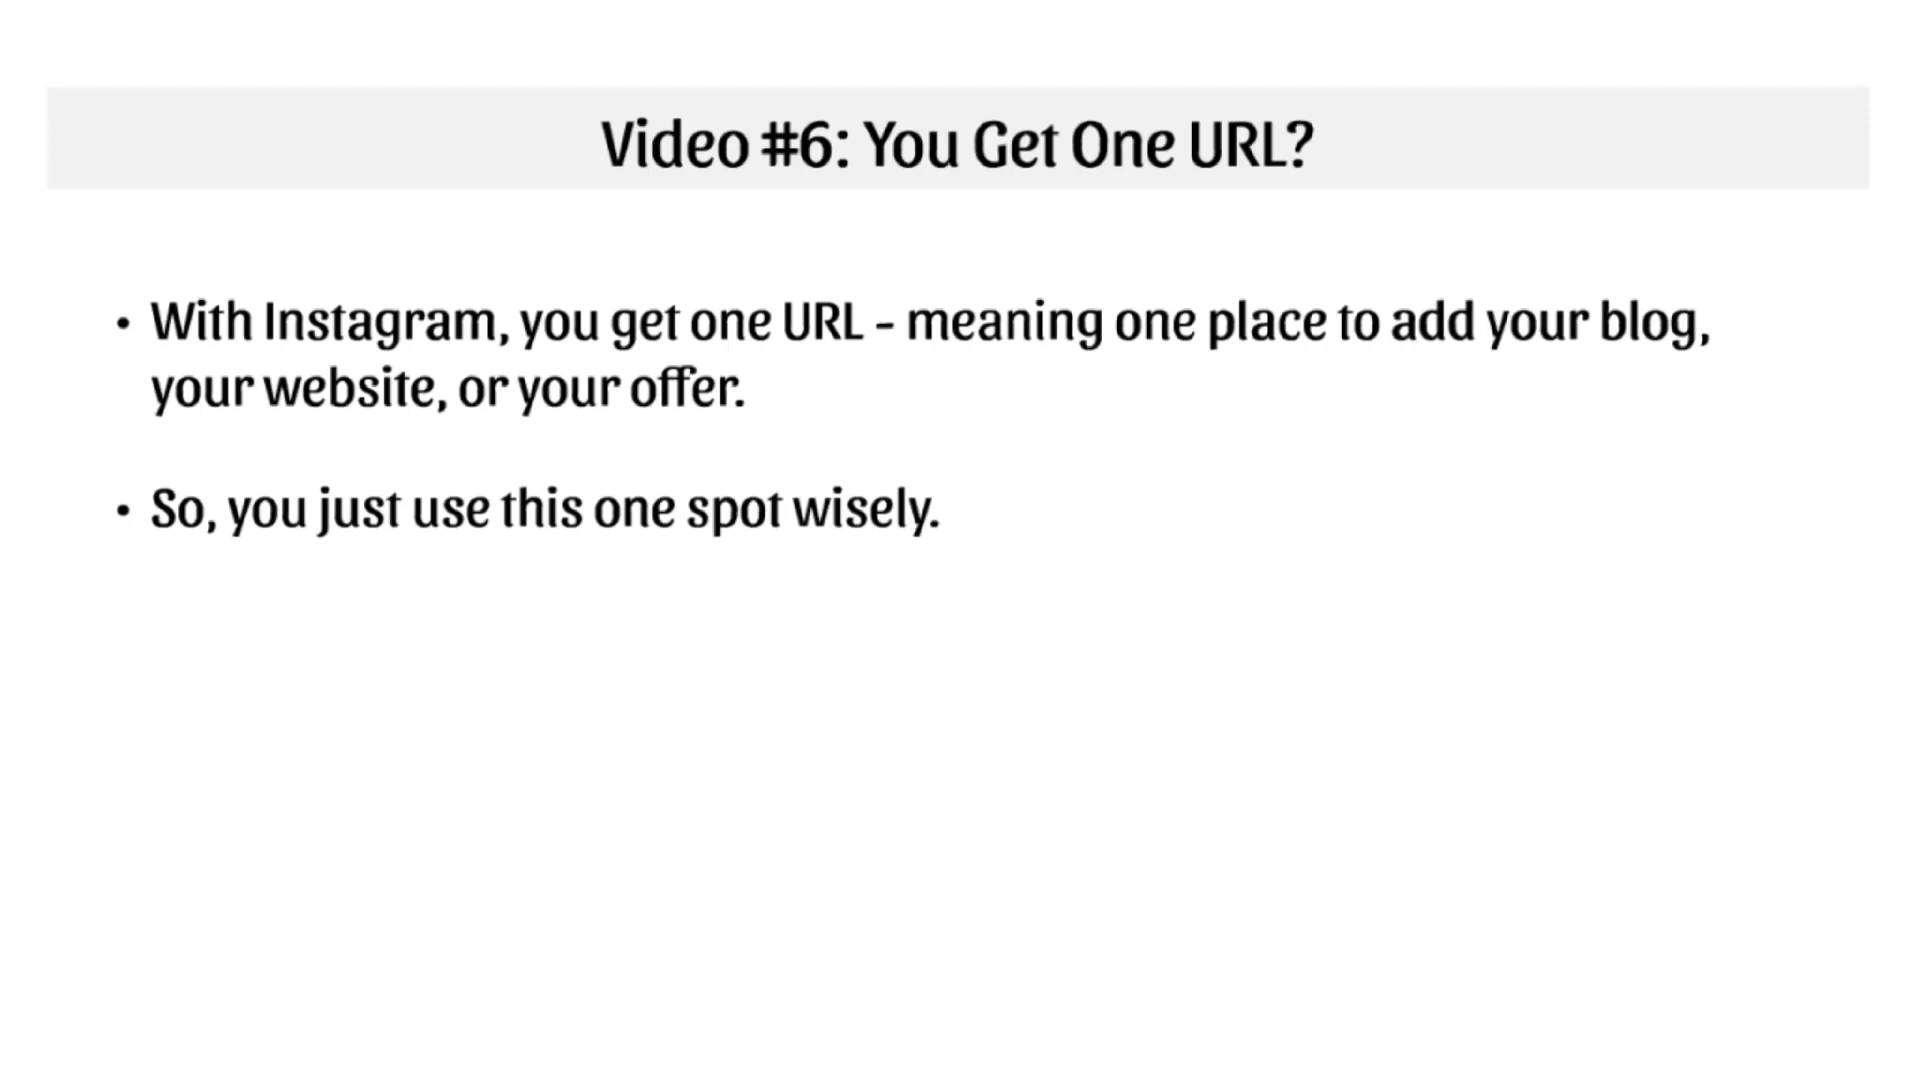 Video #6: You Get One URL?
• With Instagram, you get one URL - meaning one place to add your blog,
your website, or your offer.
• So, you just use this one spot wisely.